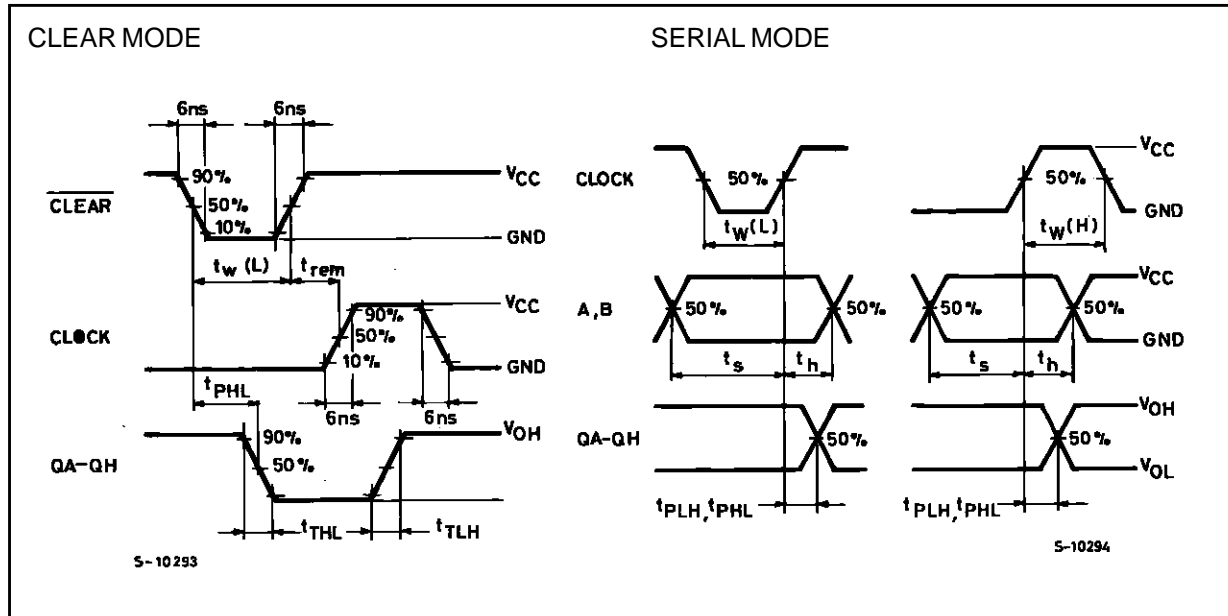 CLEAR MODE
6ns
6ns
CLEAR
90%
50%
10%
VCC
GND
tw (L)
trem
CLOCK
90%
50%
10%
VCC
GND
tPHL
6ns
6ns
QA-QH
90%
50%
VOH
tTHL
tTLH
S-10293
SERIAL MODE
CLOCK
50%
50%
VCC
GND
tW(L)
tW(H)
A,B
50%
50%
50%
50%
VCC
GND
ts
th
ts
th
QA-QH
50%
50%
VOH
VOL
tPLH,tPHL
tPLH,tPHL
S-10294